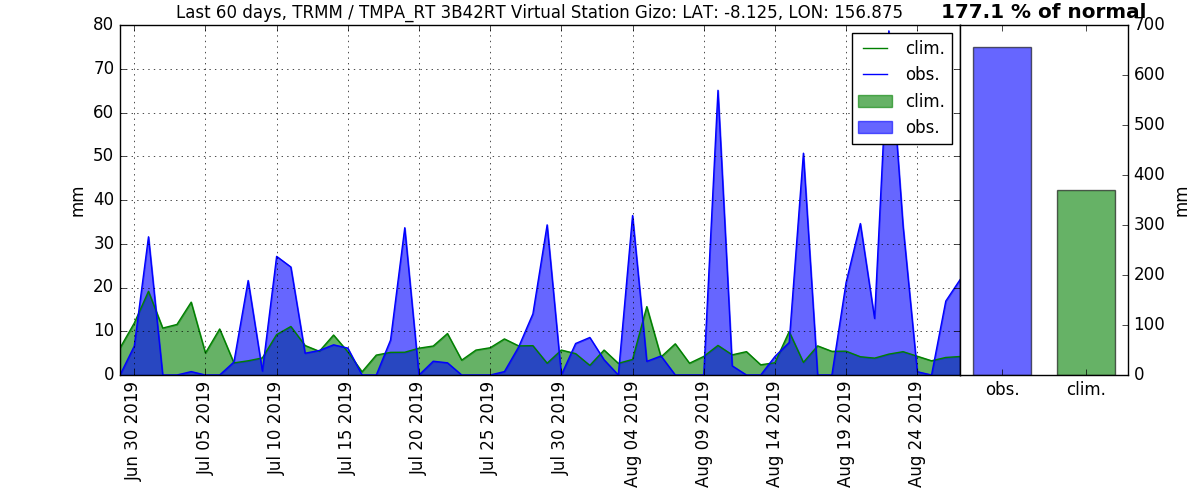 Last 60 days, TRMM / TMPA_RT 3B42RT Virtual Station Gizo: LAT: -8.125, LON: 156.875
177.1 % of normal
80
70
60
50
40
30
20
10
0
mm
clim.
obs.
clim.
obs.
700
600
500
400
300
200
100
0
mm
Jun 30 2019
Jul 05 2019
Jul 10 2019
Jul 15 2019
Jul 20 2019
Jul 25 2019
Jul 30 2019
Aug 04 2019
Aug 09 2019
Aug 14 2019
Aug 19 2019
Aug 24 2019
obs.
clim.